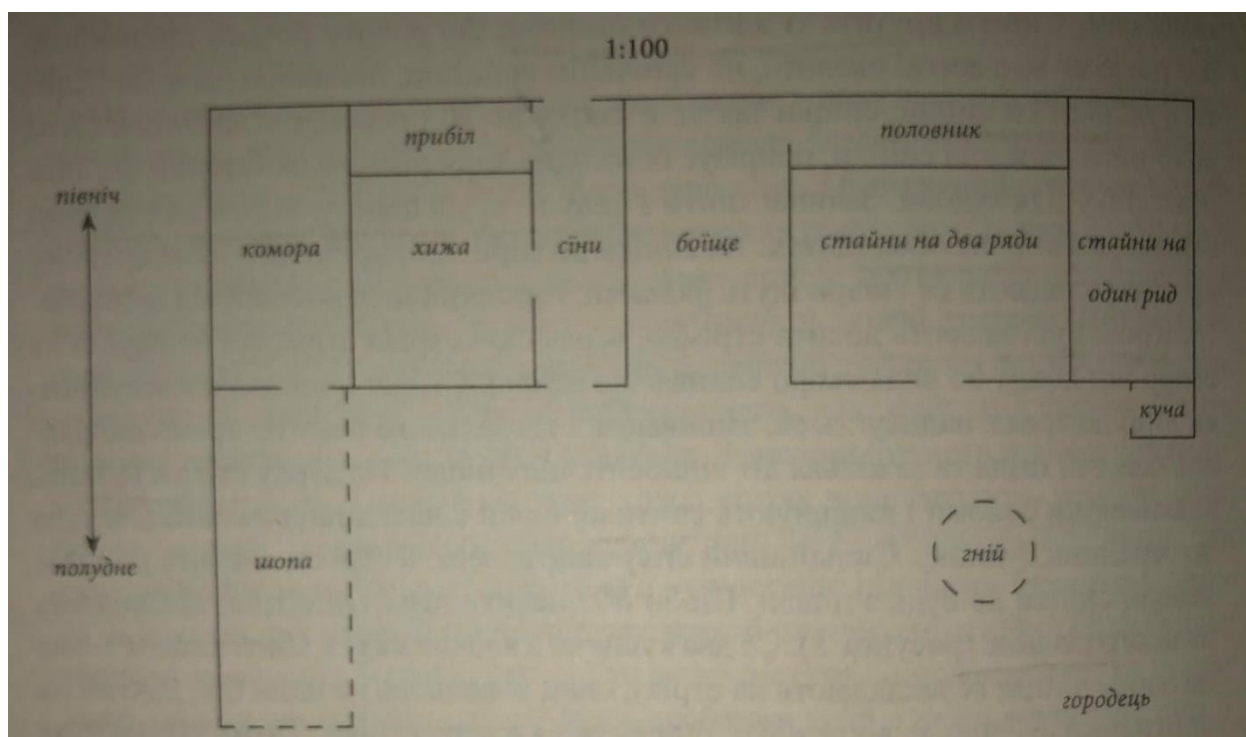 1:100
прибіл
половник
північ
комора
хижа
сїни
боїще
стайни на два ряди
стайни на
один рид
куча
полудне
шопа
гній
городець